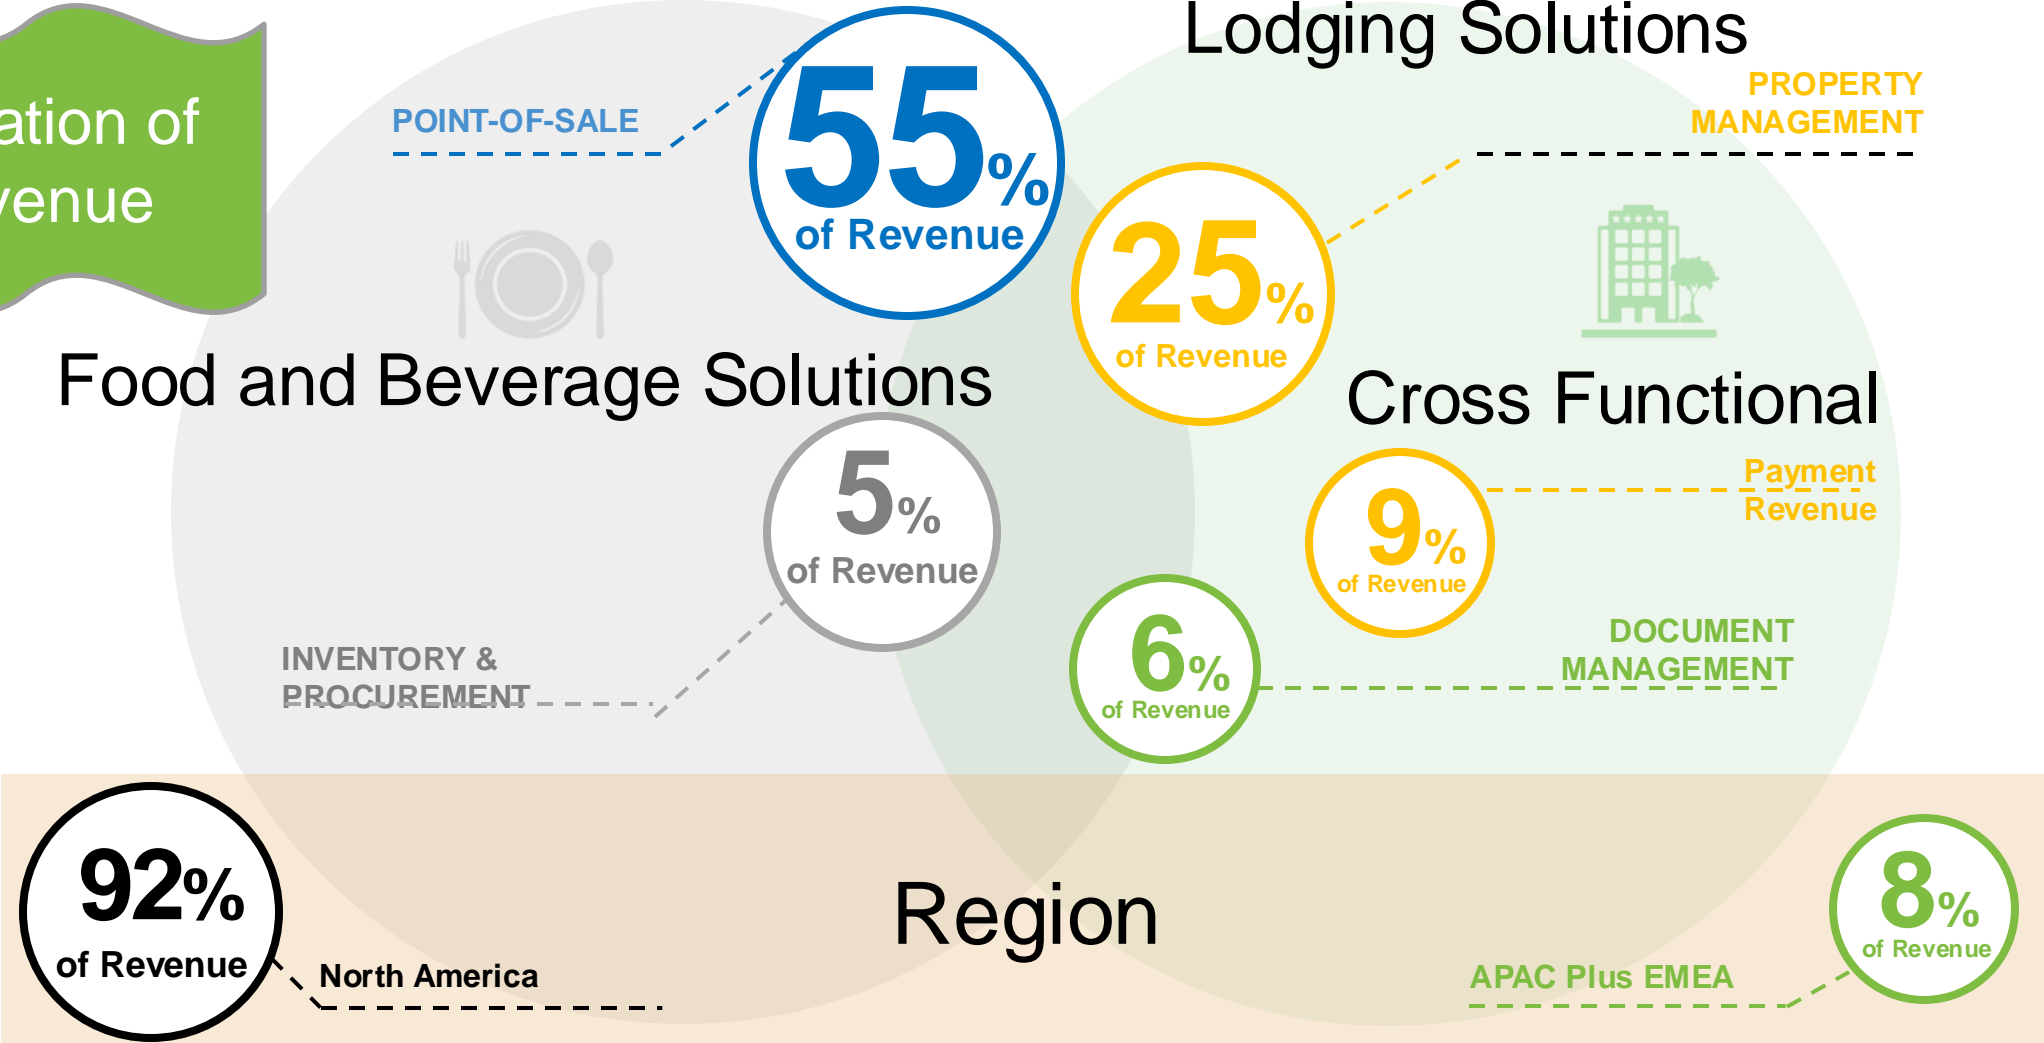 ation of
venue
Food and Beverage Solutions
POINT-OF-SALE
55%
of Revenue
5%
of Revenue
INVENTORY &
PROCUREMENT
Lodging Solutions
PROPERTY
MANAGEMENT
25%
of Revenue
Cross Functional
Payment
Revenue
9%
of Revenue
DOCUMENT
MANAGEMENT
6%
of Revenue
Region
92%
of Revenue
North America
APAC Plus EMEA
8%
of Revenue